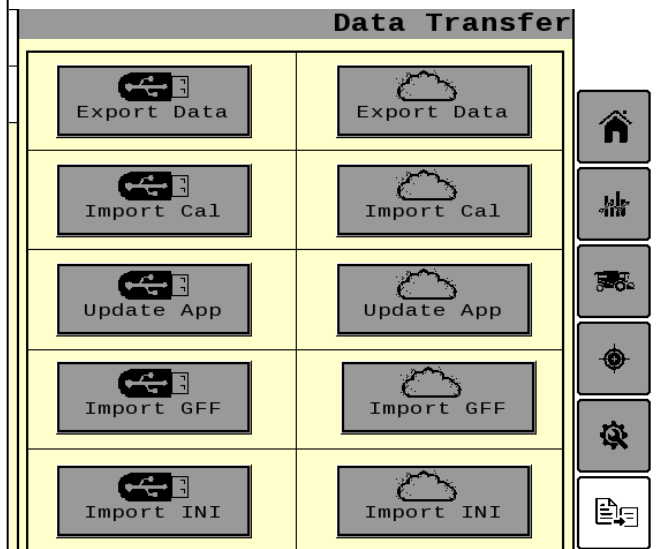 Data Transfer
Export Data
Export Data
Import Cal
Import Cal
Update App
Update App
Import GFF
Import GFF
Import INI
Import INI